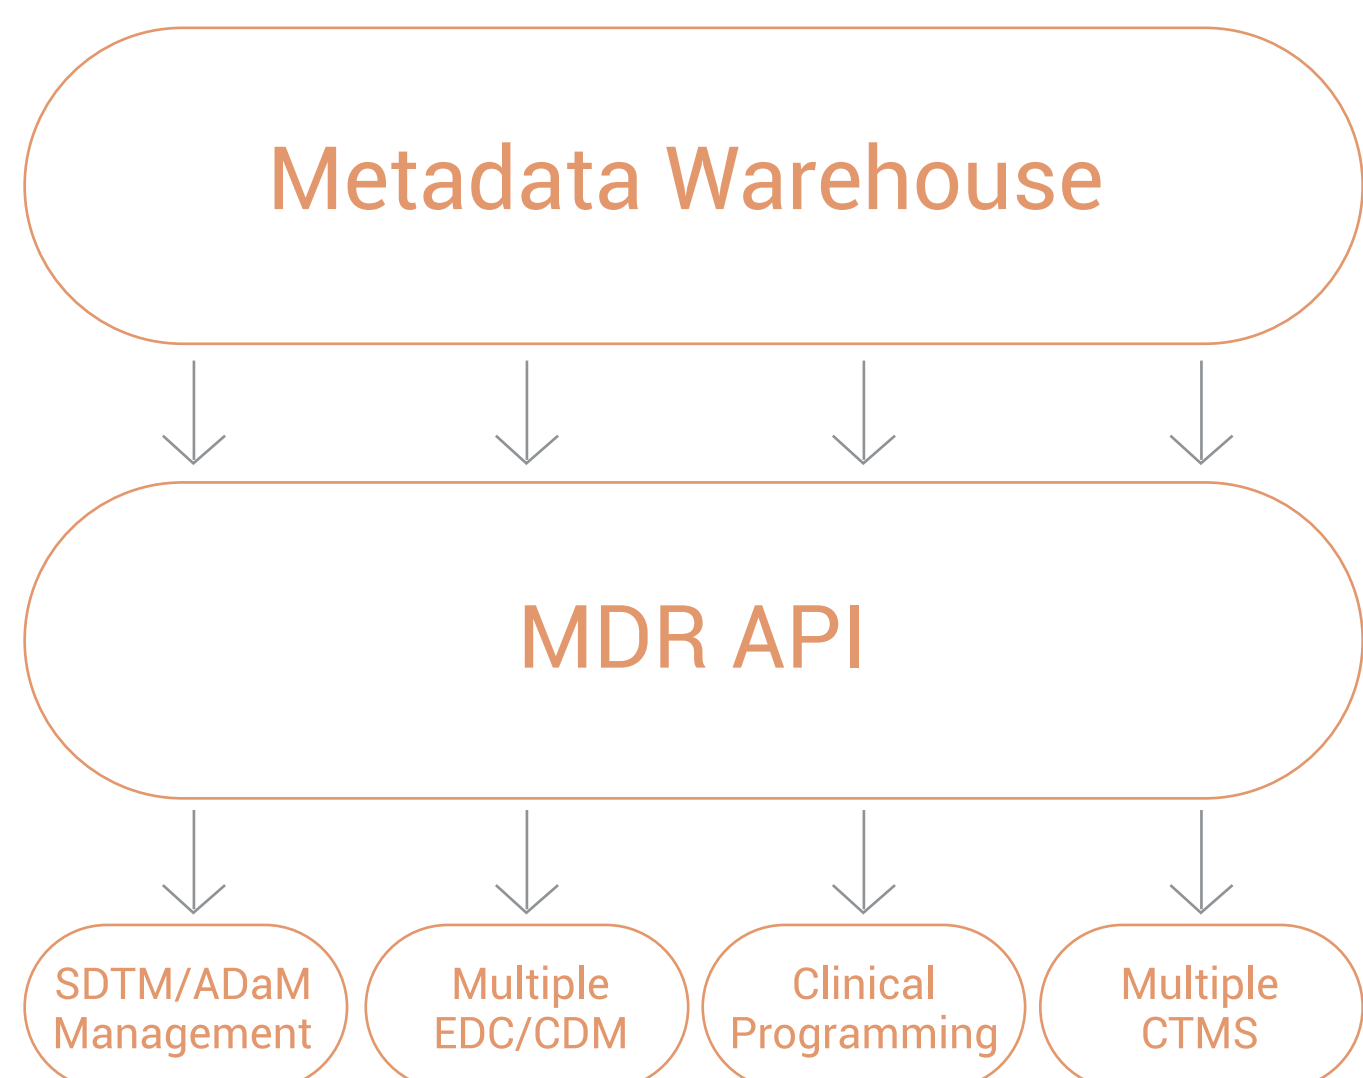 Metadata Warehouse
MDR API
SDTM/ADaM
Management
Multiple
EDC/CDM
Clinical
Programming
Multiple
CTMS